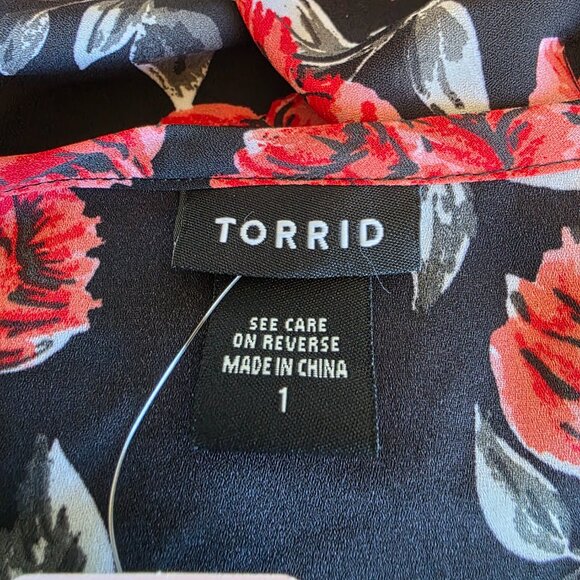 TORRID
SEE CARE
ON REVERSE
MADE IN CHINA
1